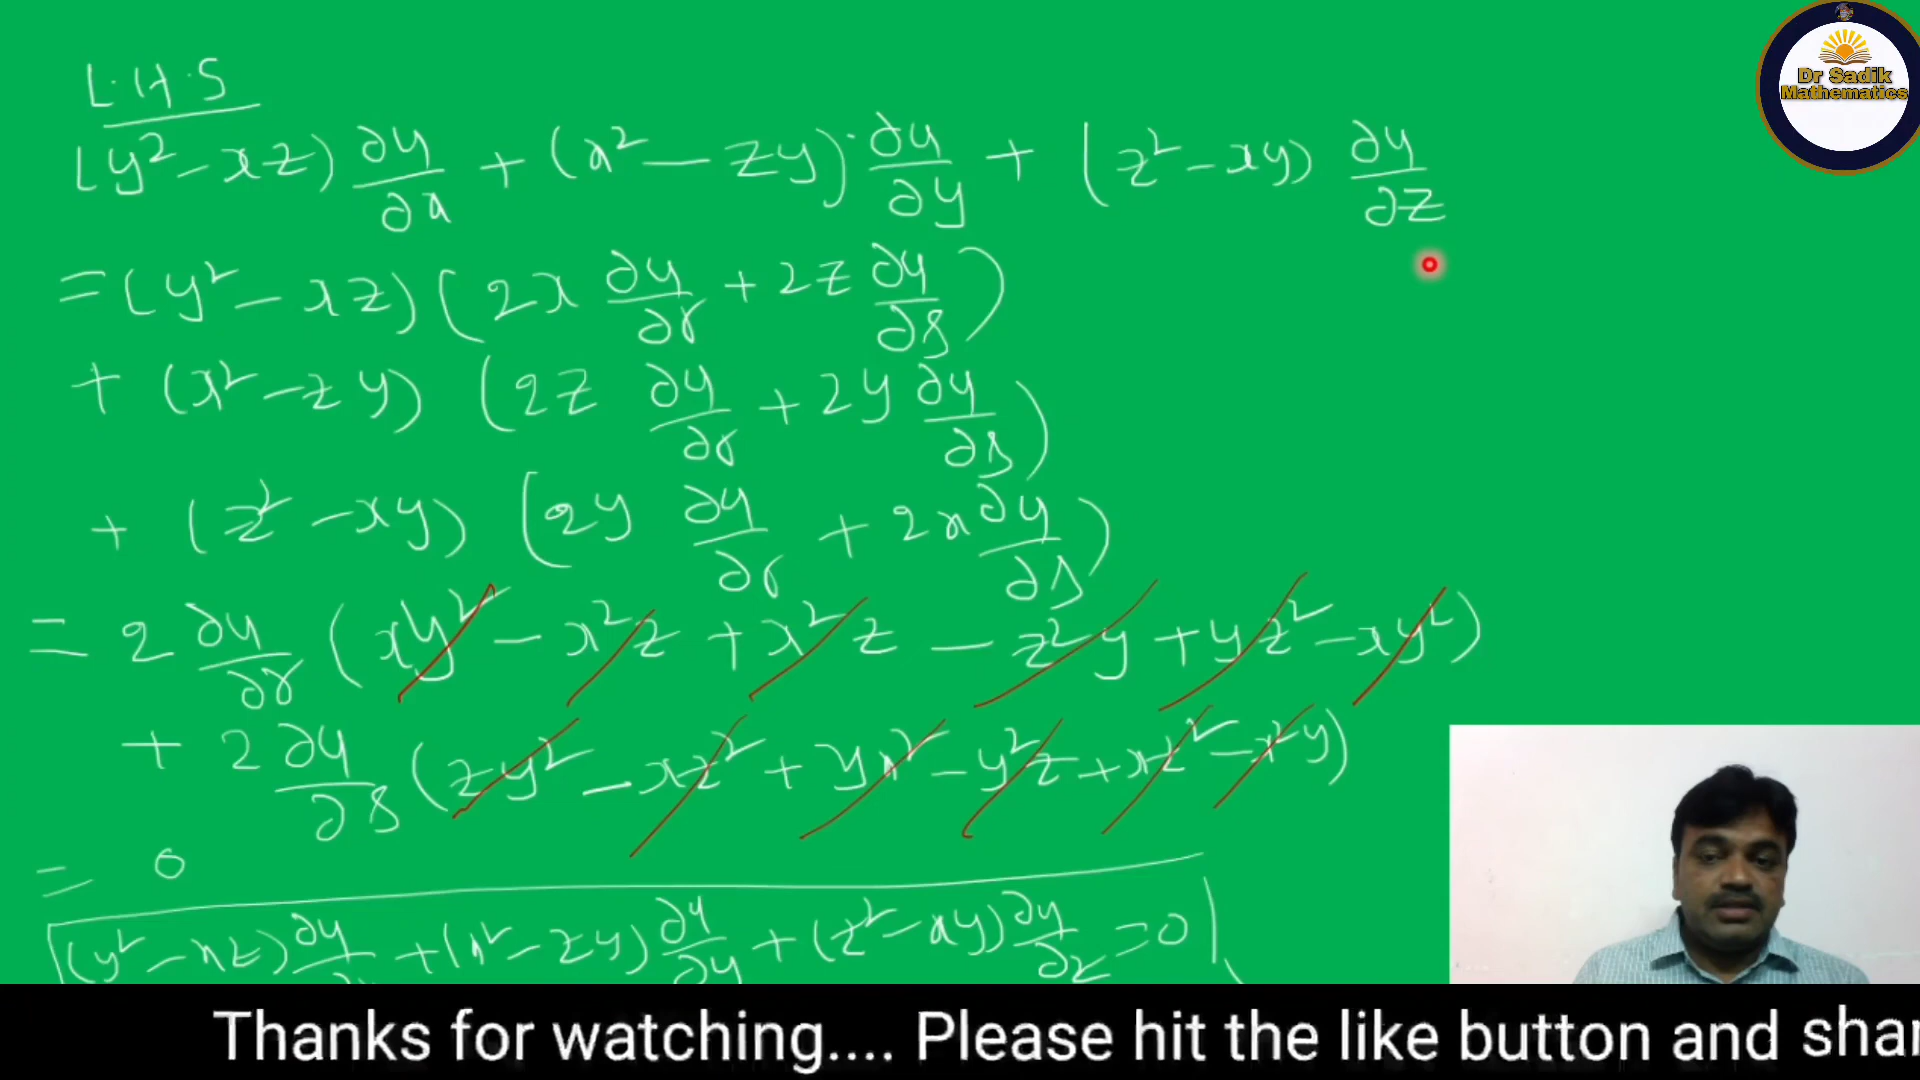 L.H.S
(y² - xz) ∂u/∂x + (x² - zy) · ∂u/∂y + (z² - xy) ∂u/∂z
= (y² - xz) (2x ∂u/∂r + 2z ∂u/∂s)
+ (x² - zy) (2z ∂u/∂r + 2y ∂u/∂s)
+ (z² - xy) (2y ∂u/∂r + 2x ∂u/∂s)
= 2 ∂u/∂r (xy² - x²z + x²z - z²y + yz² - xy²)
+ 2 ∂u/∂s (zy² - xz² + yx² - y²z + xz² - x²y)
= 0
(y² - xz) ∂u + (x² - zy) ∂u/∂y + (z² - xy) ∂u/∂z = 0
Dr Sadik
Mathematics
Thanks for watching.... Please hit the like button and shar